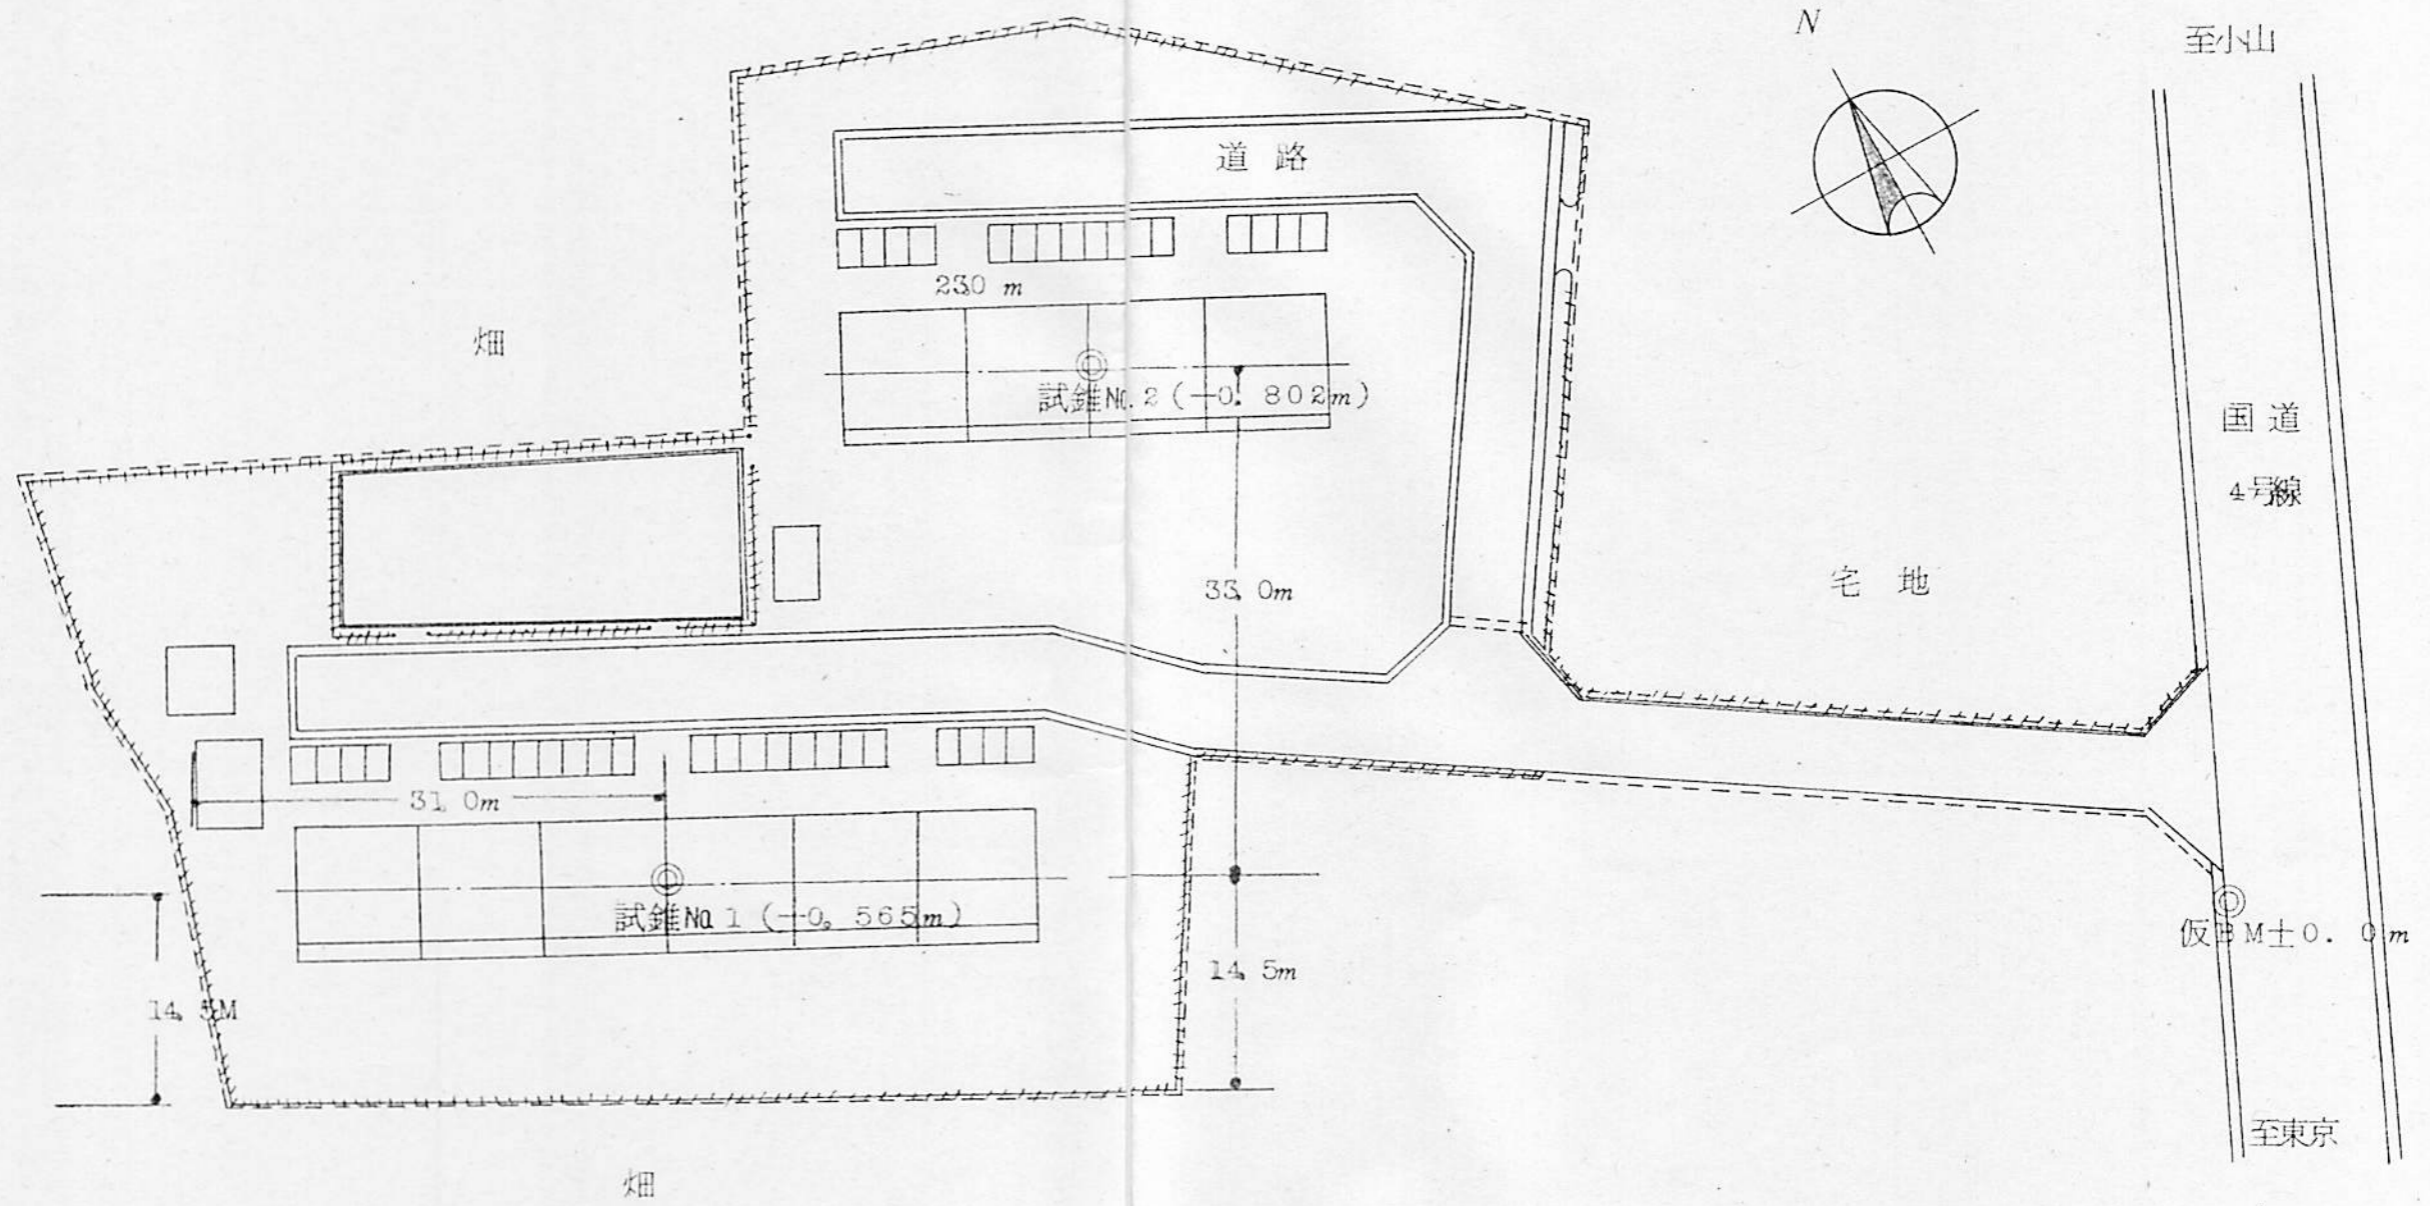 N
至小山
道 路
230 m
畑
試錐No.2 (-0. 802m)
国 道
4号線
33. 0m
宅 地
31. 0m
試錐No.1 (-0. 565m)
仮BM±0. 0m
14. 5m
14. 5M
至東京
畑